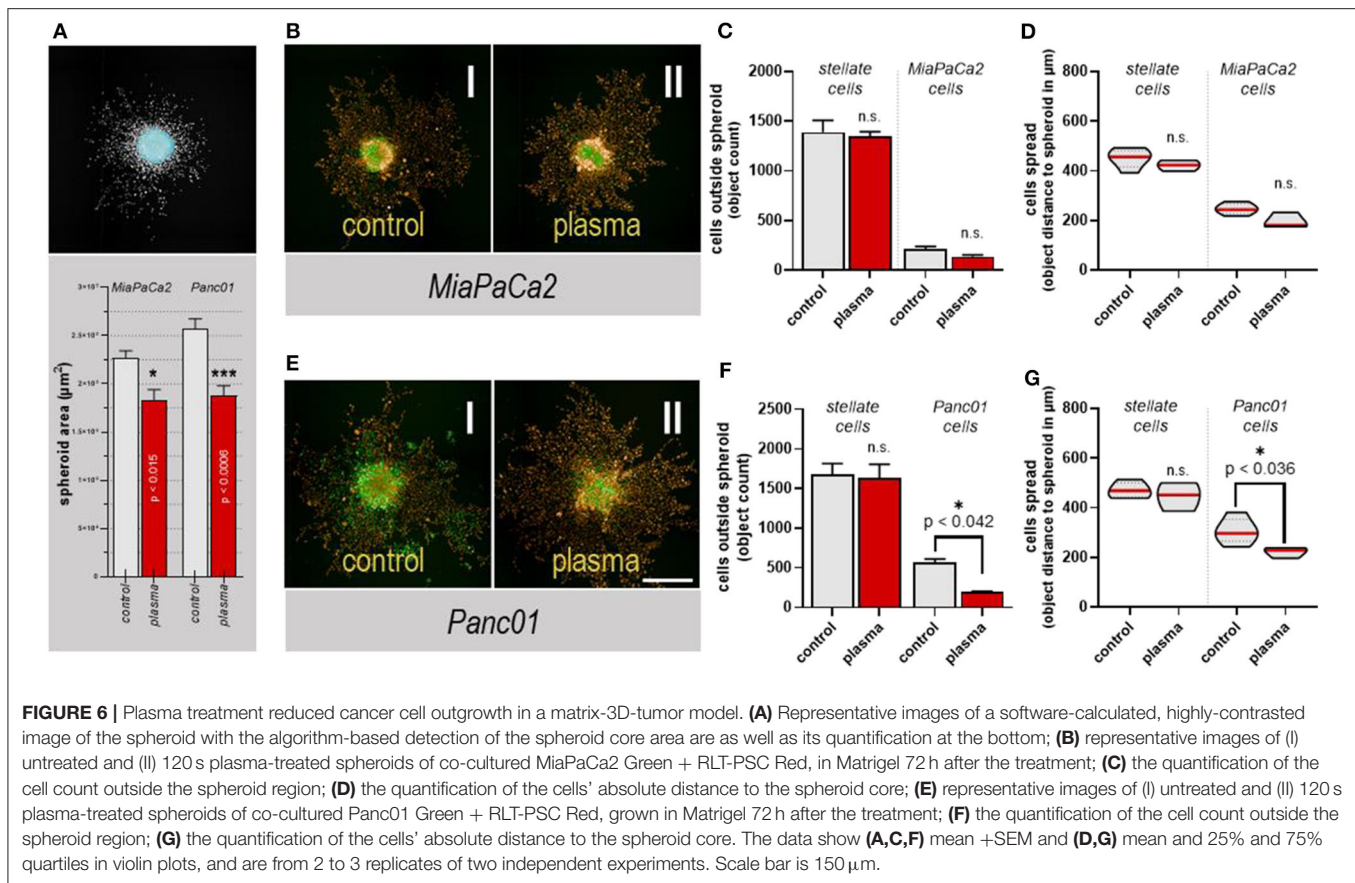 A
MiaPaCa2 Panc01
spheroid area (µm²)
0
*
***
p < 0.015
p < 0.0006
control
plasma
control
plasma
B
I
II
control
plasma
MiaPaCa2
C
2000
1500
1000
500
0
cells outside spheroid
(object count)
stellate
cells
MiaPaCa2
cells
n.s.
n.s.
control
plasma
control
plasma
D
800
600
400
200
0
cells spread
(object distance to spheroid in µm)
stellate
cells
MiaPaCa2
cells
n.s.
n.s.
control
plasma
control
plasma
E
I
II
control
plasma
Panc01
F
2500
2000
1500
1000
500
0
cells outside spheroid
(object count)
stellate
cells
Panc01
cells
n.s.
*
p < 0.042
control
plasma
control
plasma
G
800
600
400
200
0
cells spread
(object distance to spheroid in µm)
stellate
cells
Panc01
cells
n.s.
*
p < 0.036
control
plasma
control
plasma
FIGURE 6 | Plasma treatment reduced cancer cell outgrowth in a matrix-3D-tumor model. (A) Representative images of a software-calculated, highly-contrasted
image of the spheroid with the algorithm-based detection of the spheroid core area are as well as its quantification at the bottom; (B) representative images of (I)
untreated and (II) 120 s plasma-treated spheroids of co-cultured MiaPaCa2 Green + RLT-PSC Red, in Matrigel 72 h after the treatment; (C) the quantification of the
cell count outside the spheroid region; (D) the quantification of the cells' absolute distance to the spheroid core; (E) representative images of (I) untreated and (II) 120 s
plasma-treated spheroids of co-cultured Panc01 Green + RLT-PSC Red, grown in Matrigel 72 h after the treatment; (F) the quantification of the cell count outside the
spheroid region; (G) the quantification of the cells' absolute distance to the spheroid core. The data show (A,C,F) mean +SEM and (D,G) mean and 25% and 75%
quartiles in violin plots, and are from 2 to 3 replicates of two independent experiments. Scale bar is 150 µm.